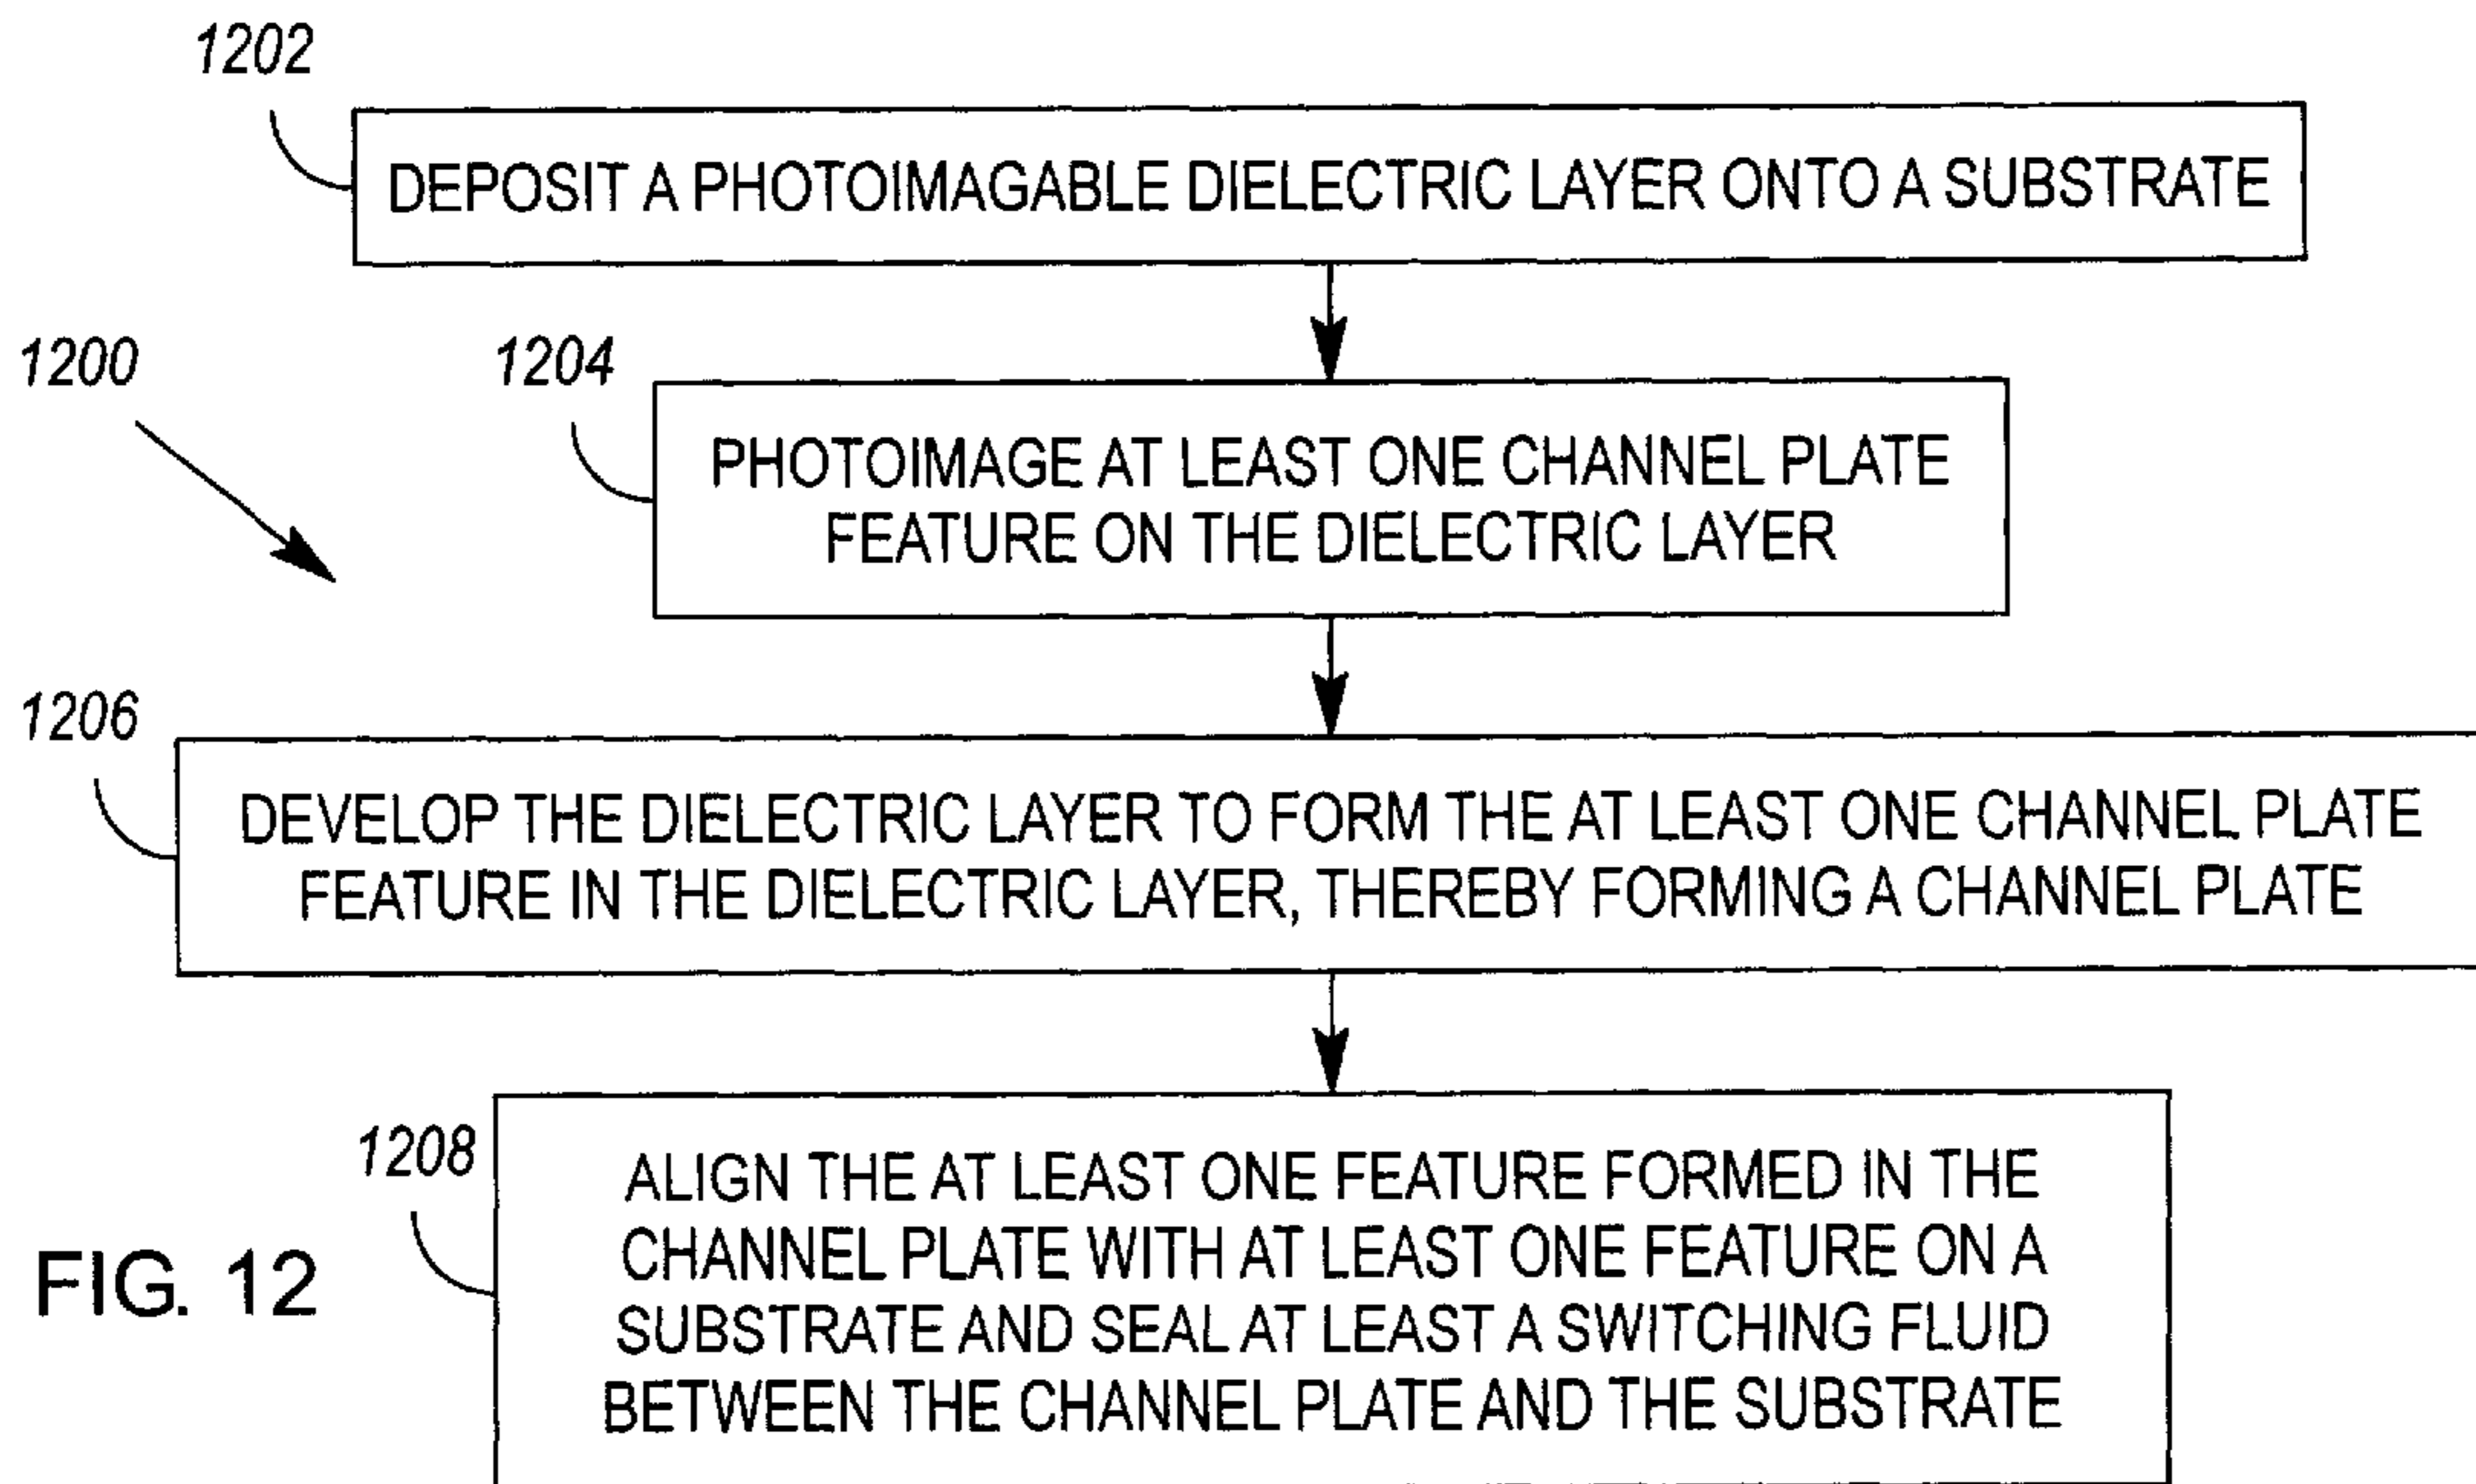 1202
DEPOSIT A PHOTOIMAGABLE DIELECTRIC LAYER ONTO A SUBSTRATE
1200
1204
PHOTOIMAGE AT LEAST ONE CHANNEL PLATE
FEATURE ON THE DIELECTRIC LAYER
1206
DEVELOP THE DIELECTRIC LAYER TO FORM THE AT LEAST ONE CHANNEL PLATE
FEATURE IN THE DIELECTRIC LAYER, THEREBY FORMING A CHANNEL PLATE
1208
ALIGN THE AT LEAST ONE FEATURE FORMED IN THE
CHANNEL PLATE WITH AT LEAST ONE FEATURE ON A
SUBSTRATE AND SEAL AT LEAST A SWITCHING FLUID
BETWEEN THE CHANNEL PLATE AND THE SUBSTRATE
FIG. 12